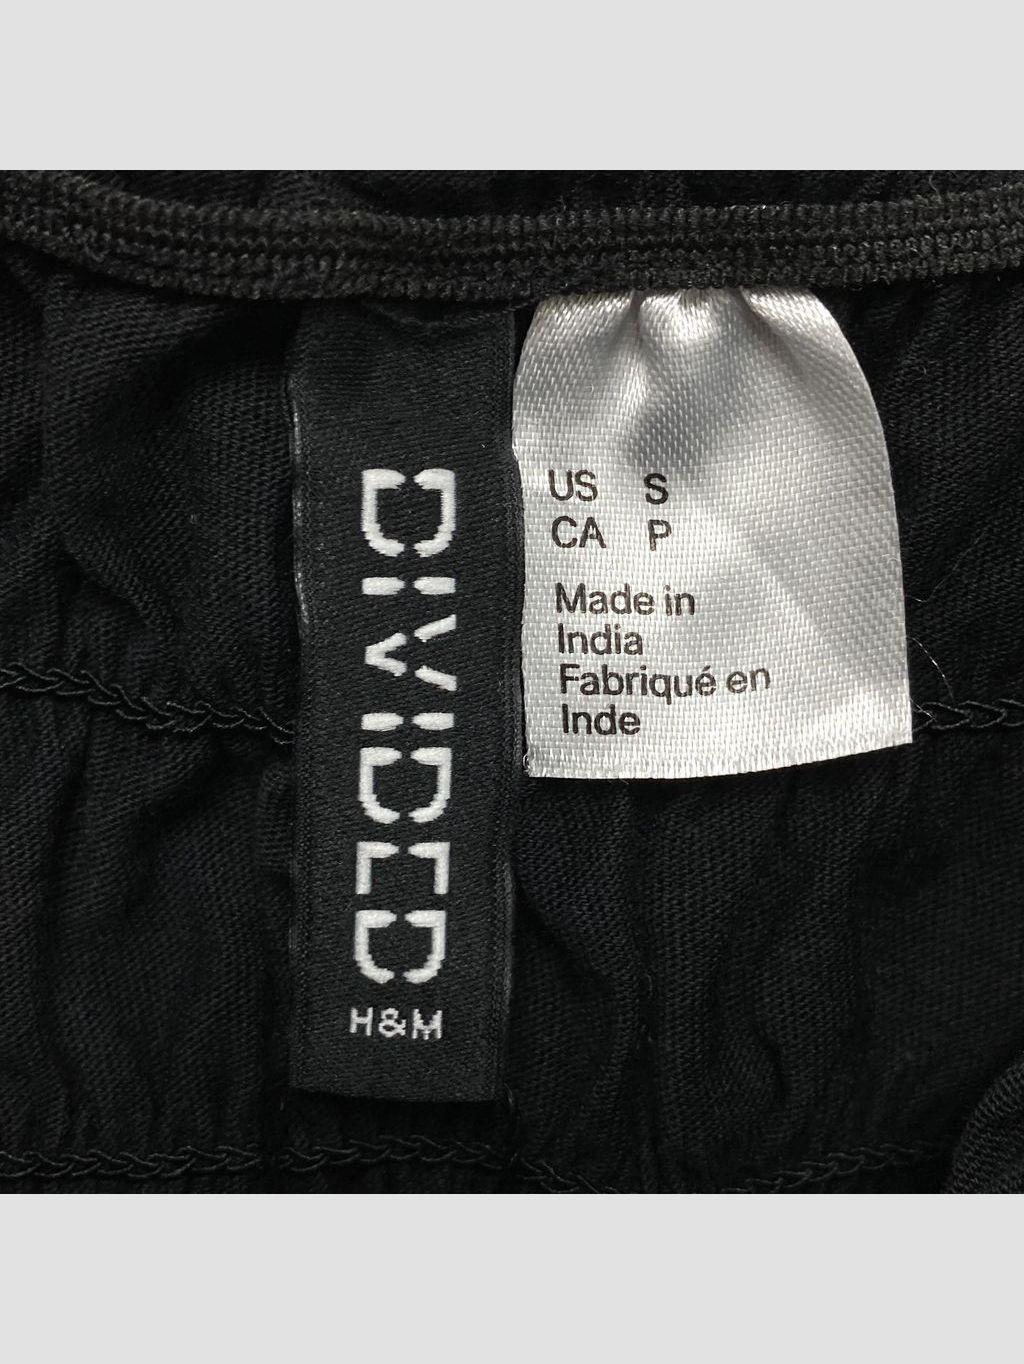 DIVIDED
H&M
US S
CA P
Made in
India
Fabriqué en
Inde